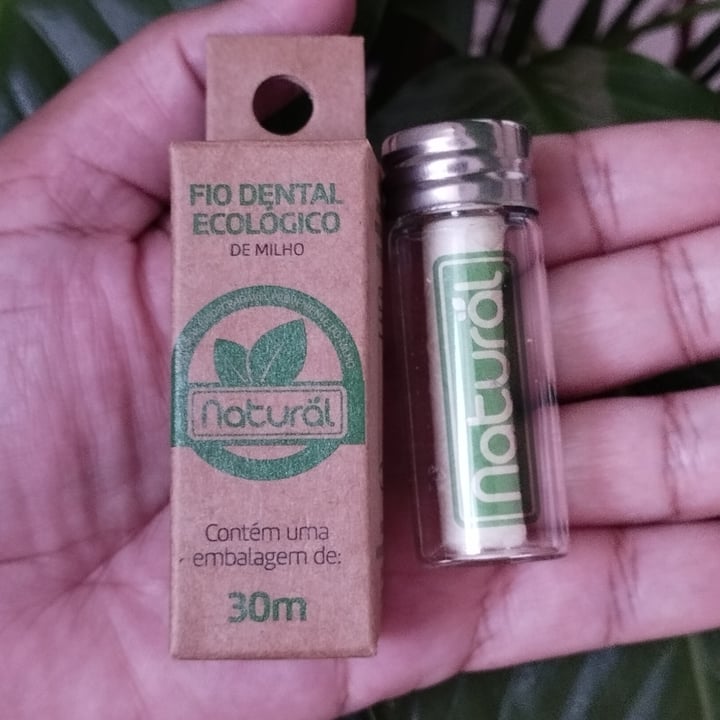 FIO DENTAL
ECOLÓGICO
DE MILHO
Naturäl
Contém uma
embalagem de:
30m
Naturäl